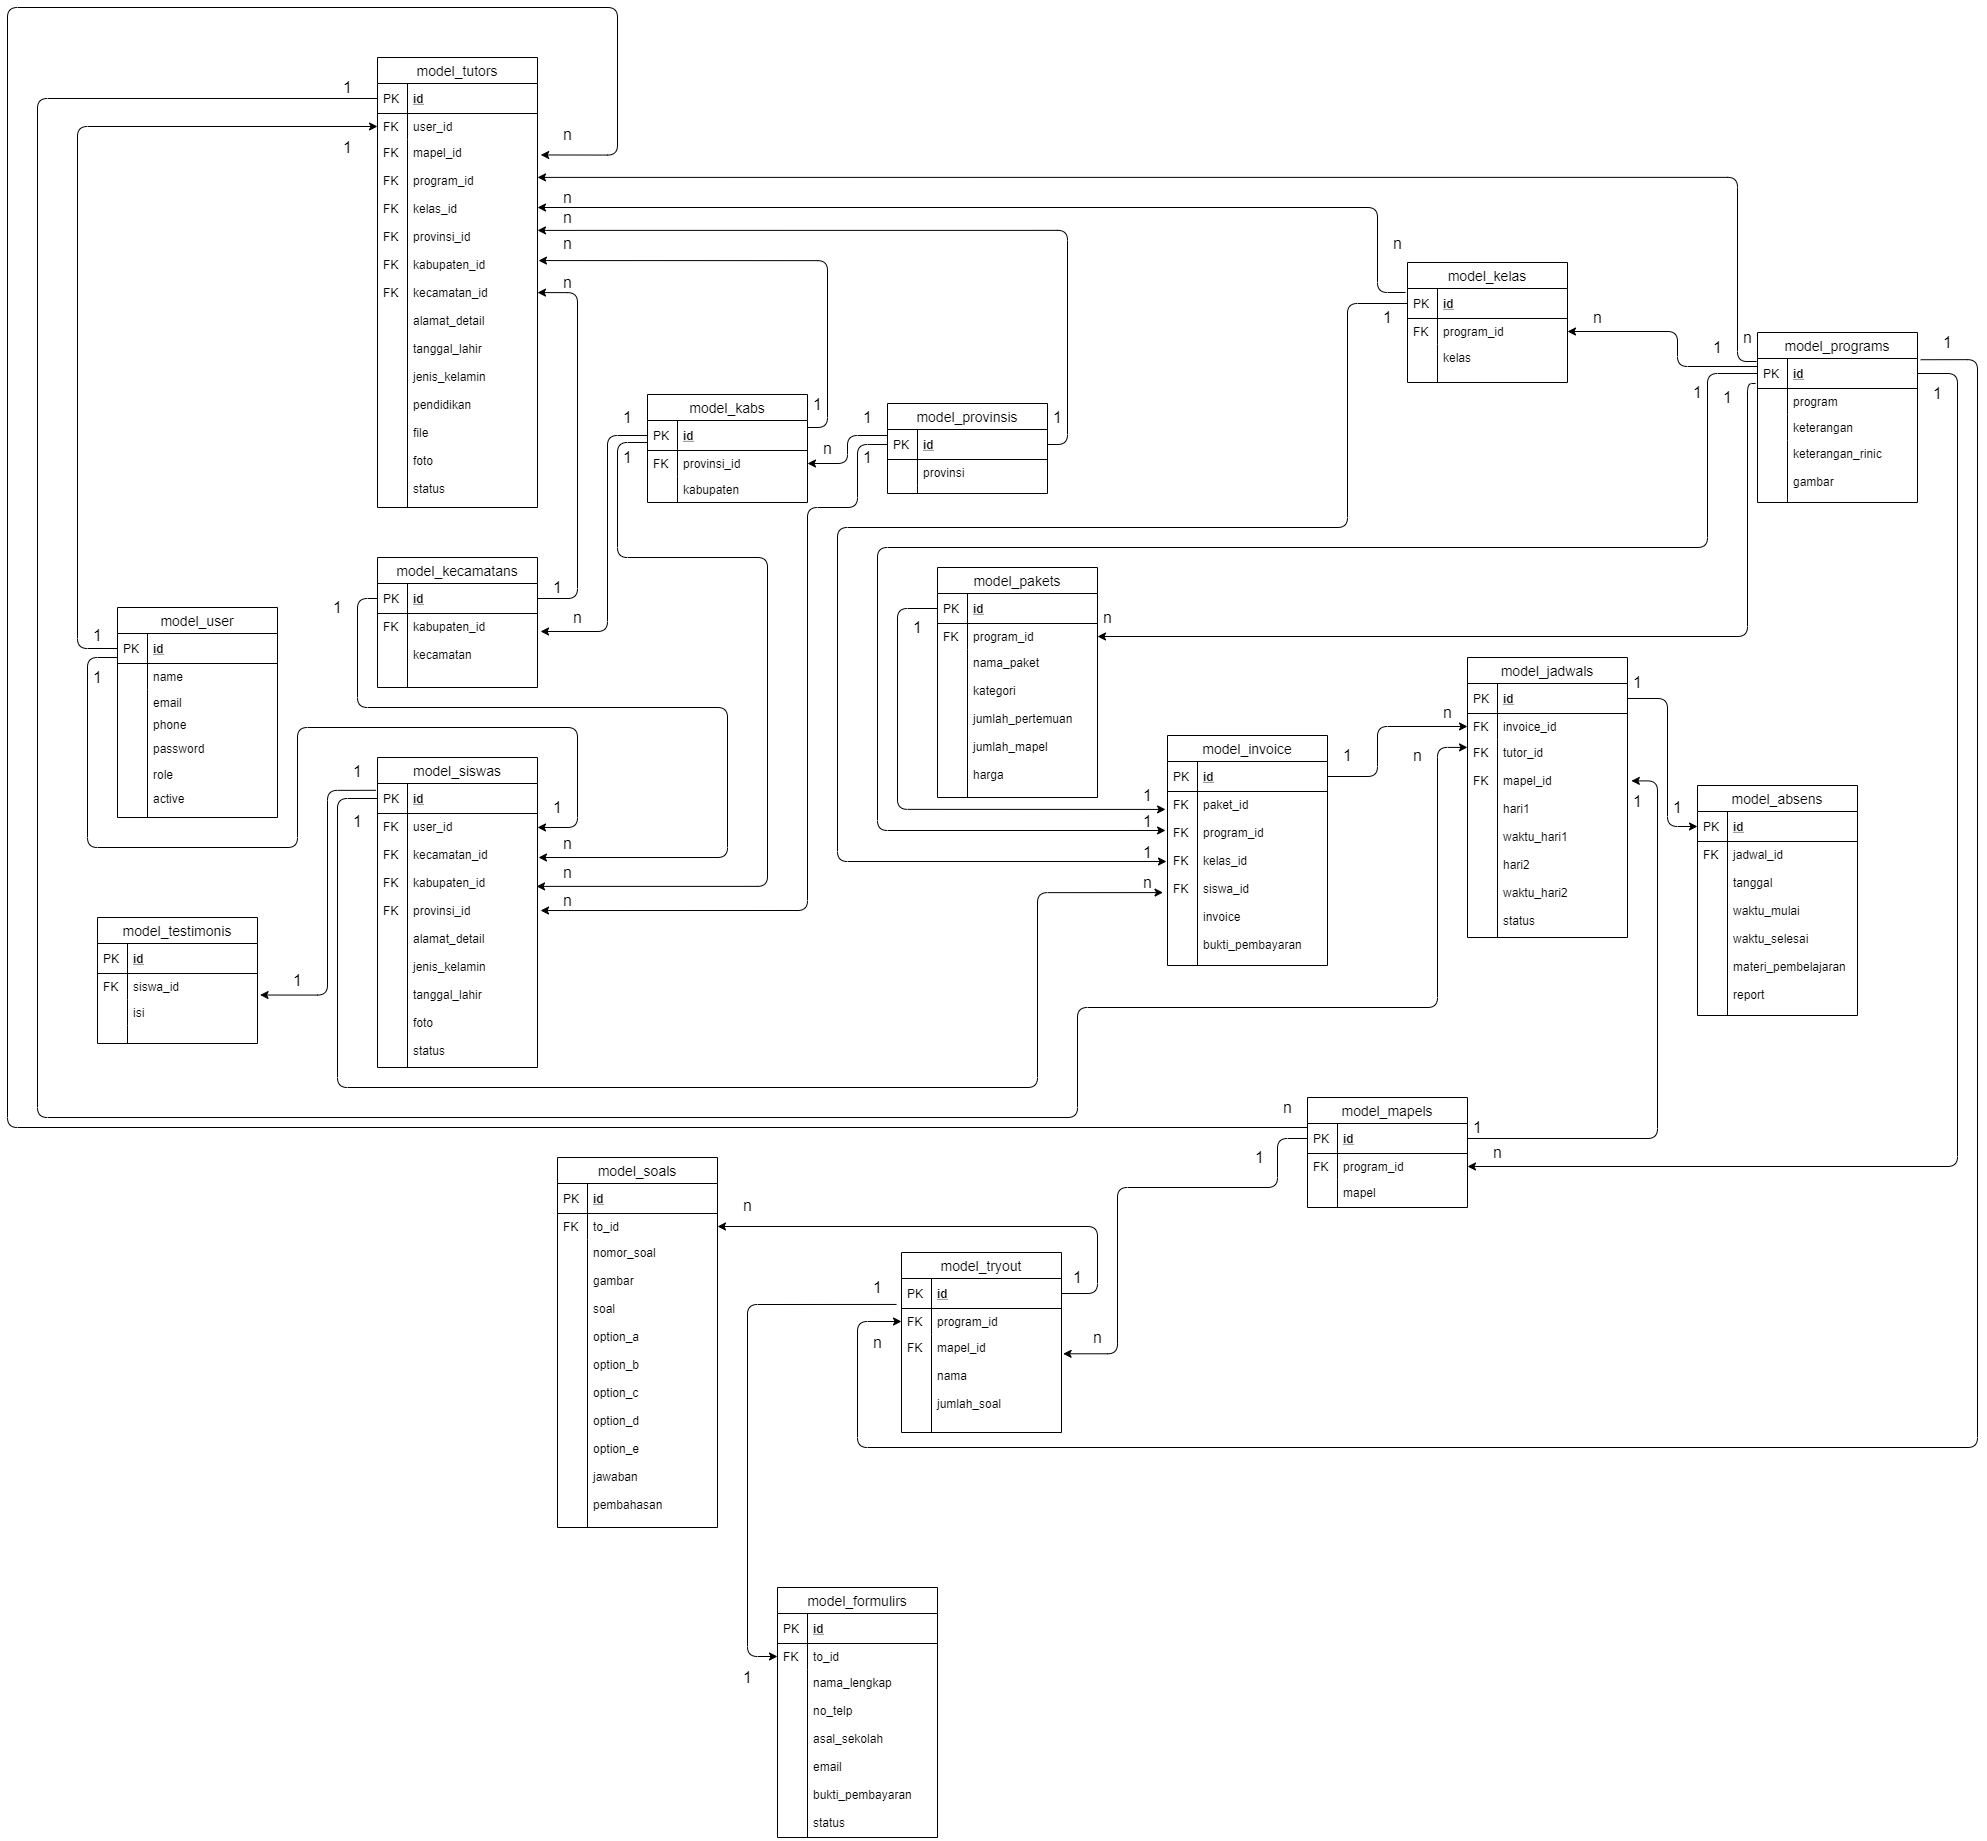 model_tutors
PK id
FK user_id
FK mapel_id
FK program_id
FK kelas_id
FK provinsi_id
FK kabupaten_id
FK kecamatan_id
alamat_detail
tanggal_lahir
jenis_kelamin
pendidikan
file
foto
status
1
1
n
n
n
n
n
model_kelas
PK id
FK program_id
kelas
n
1
n
model_programs
PK id
program
keterangan
keterangan_rinic
gambar
1
n
1
1
1
1
model_kabs
PK id
FK provinsi_id
kabupaten
1
1
1
n
model_provinsis
PK id
provinsi
1
1
1
model_kecamatans
PK id
FK kabupaten_id
kecamatan
1
1
n
model_user
PK id
name
email
phone
password
role
active
1
1
model_pakets
PK id
FK program_id
nama_paket
kategori
jumlah_pertemuan
jumlah_mapel
harga
1
n
model_siswas
PK id
FK user_id
FK kecamatan_id
FK kabupaten_id
FK provinsi_id
alamat_detail
jenis_kelamin
tanggal_lahir
foto
status
1
1
1
n
n
n
model_invoice
PK id
FK paket_id
FK program_id
FK kelas_id
FK siswa_id
invoice
bukti_pembayaran
1
1
1
n
1
model_jadwals
PK id
FK invoice_id
FK tutor_id
FK mapel_id
hari1
waktu_hari1
hari2
waktu_hari2
status
n
n
1
1
model_absens
PK id
FK jadwal_id
tanggal
waktu_mulai
waktu_selesai
materi_pembelajaran
report
1
model_testimonis
PK id
FK siswa_id
isi
1
model_mapels
PK id
FK program_id
mapel
n
1
1
n
model_soals
PK id
FK to_id
nomor_soal
gambar
soal
option_a
option_b
option_c
option_d
option_e
jawaban
pembahasan
n
model_tryout
PK id
FK program_id
FK mapel_id
nama
jumlah_soal
1
1
n
n
model_formulirs
PK id
FK to_id
nama_lengkap
no_telp
asal_sekolah
email
bukti_pembayaran
status
1